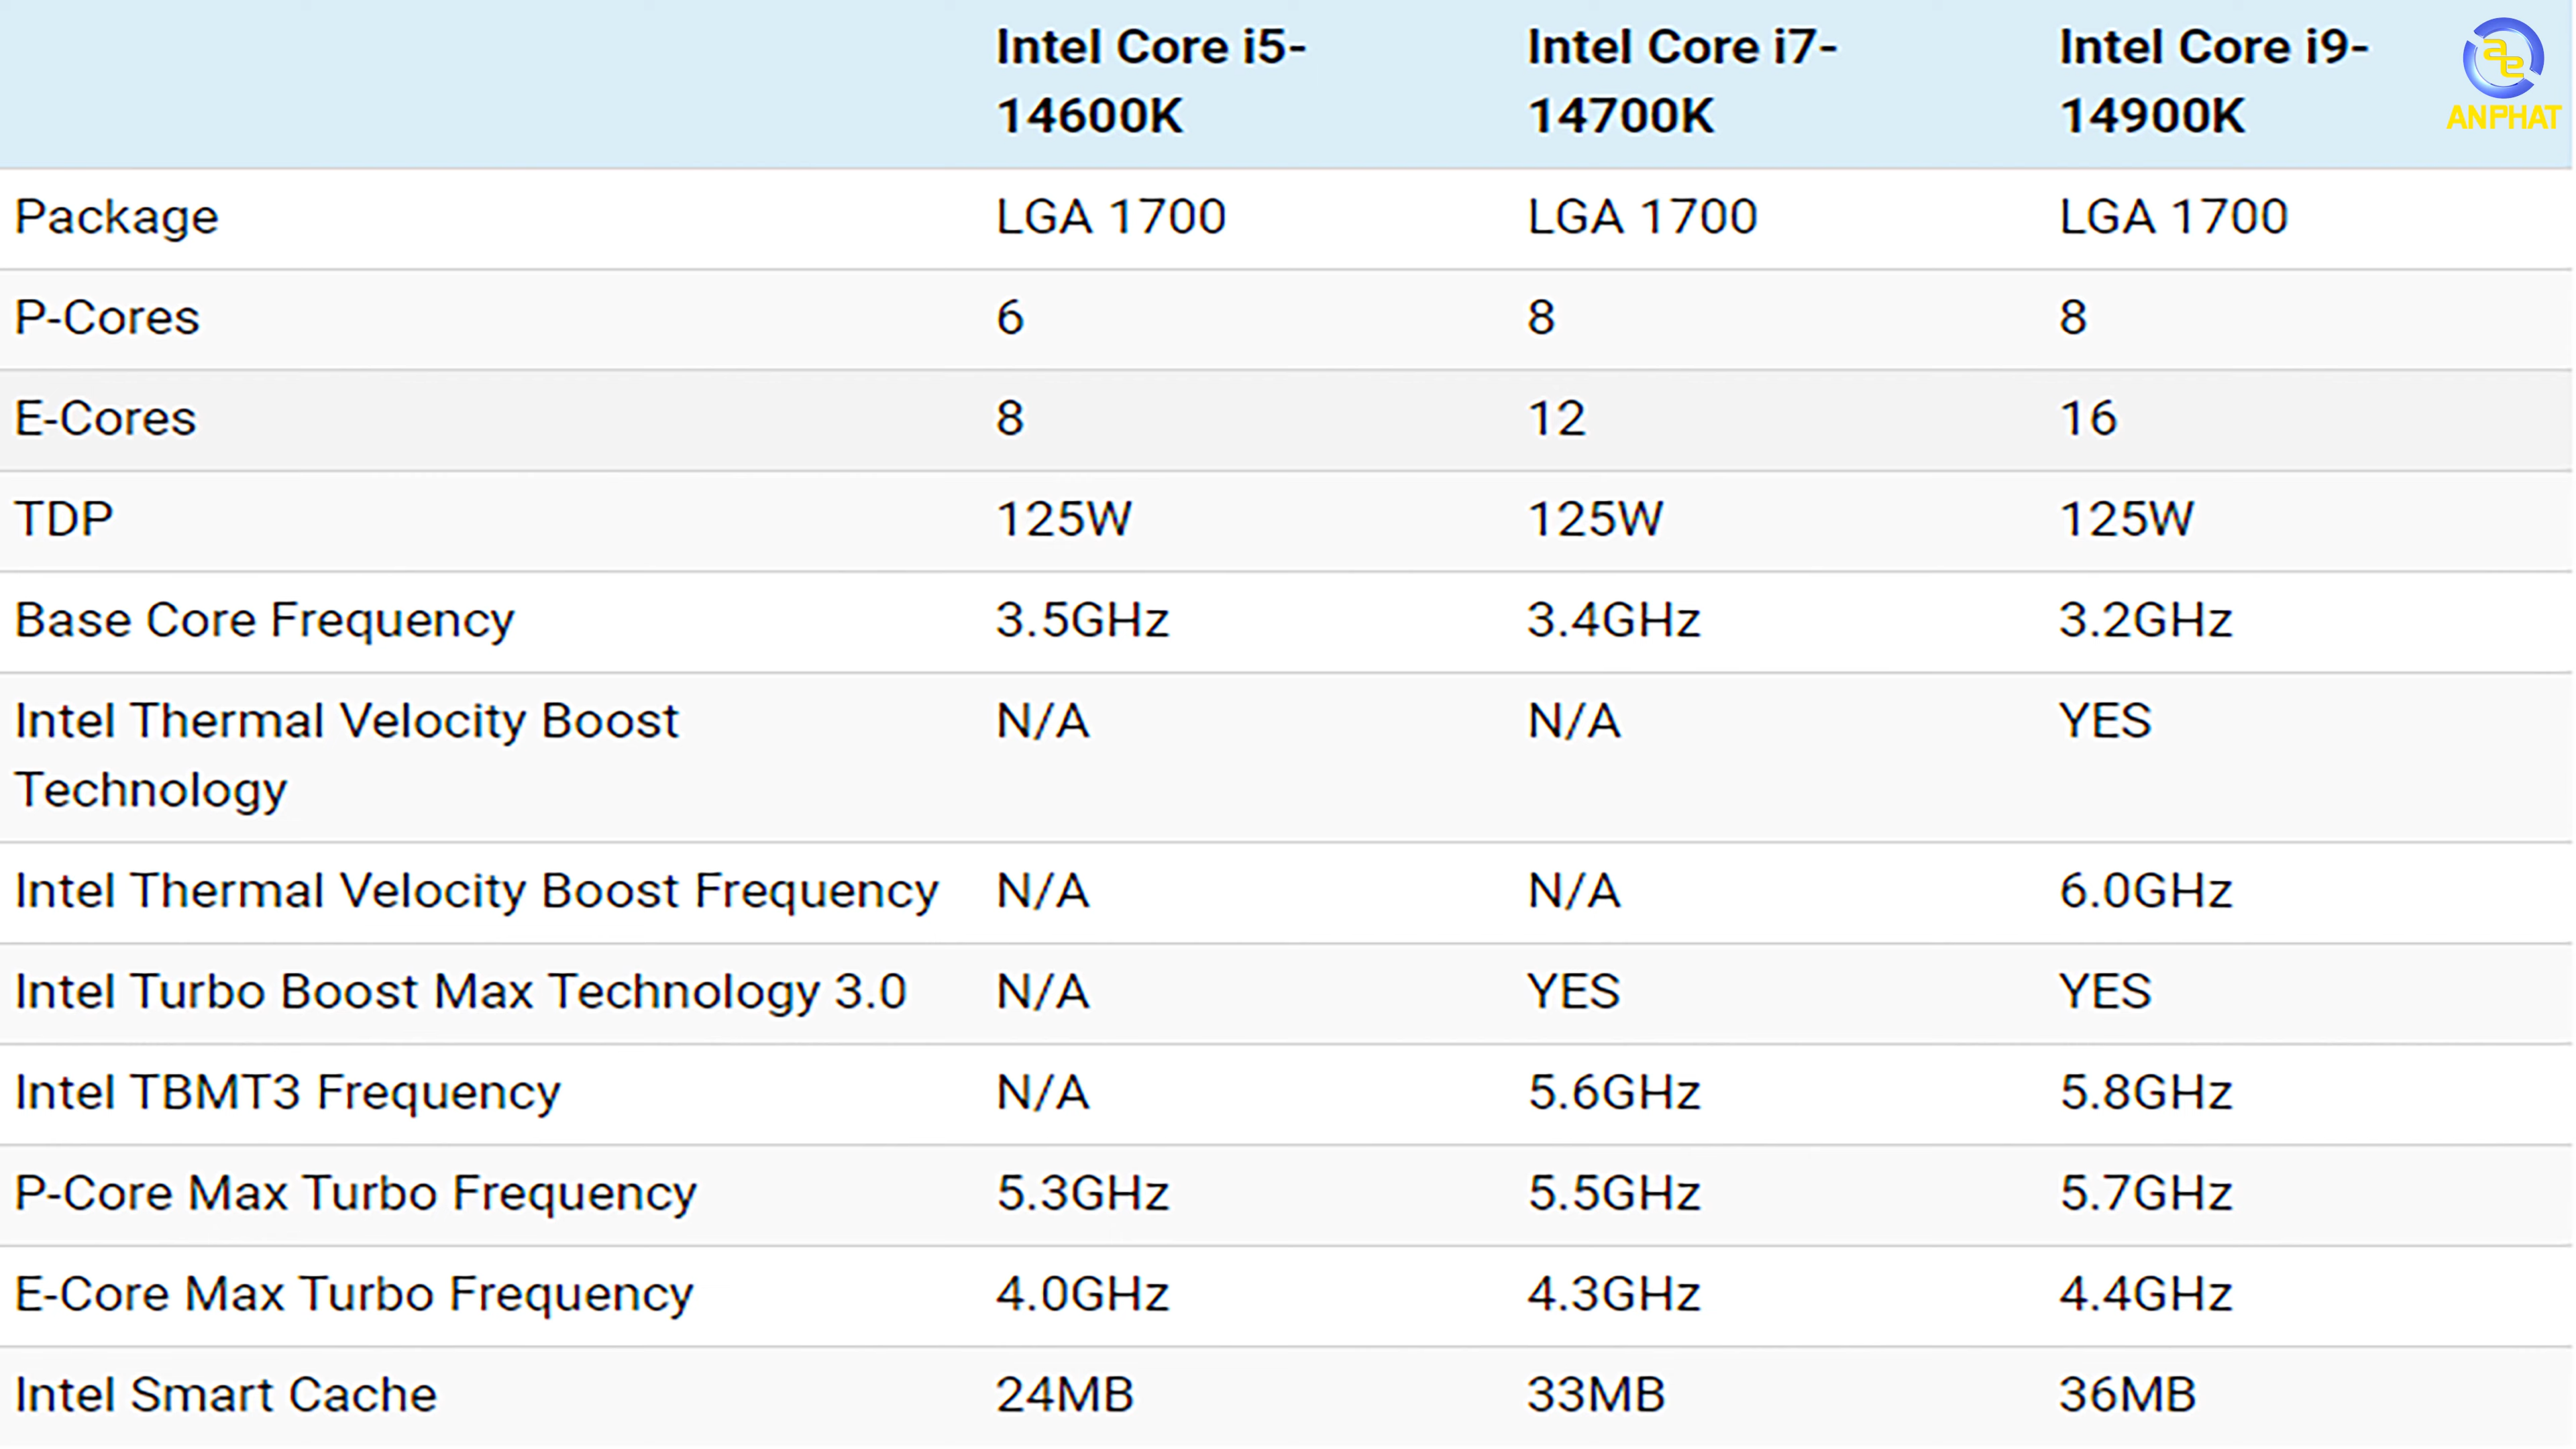 Intel Core i5- Intel Core i7- Intel Core i9-
14600K 14700K 14900K
ANPHAT
Package LGA 1700 LGA 1700 LGA 1700
P-Cores 6 8 8
E-Cores 8 12 16
TDP 125W 125W 125W
Base Core Frequency 3.5GHz 3.4GHz 3.2GHz
Intel Thermal Velocity Boost N/A N/A YES
Technology
Intel Thermal Velocity Boost Frequency N/A N/A 6.0GHz
Intel Turbo Boost Max Technology 3.0 N/A YES YES
Intel TBMT3 Frequency N/A 5.6GHz 5.8GHz
P-Core Max Turbo Frequency 5.3GHz 5.5GHz 5.7GHz
E-Core Max Turbo Frequency 4.0GHz 4.3GHz 4.4GHz
Intel Smart Cache 24MB 33MB 36MB